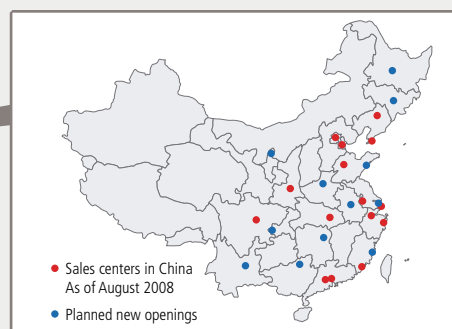 Sales centers in China
As of August 2008
Planned new openings